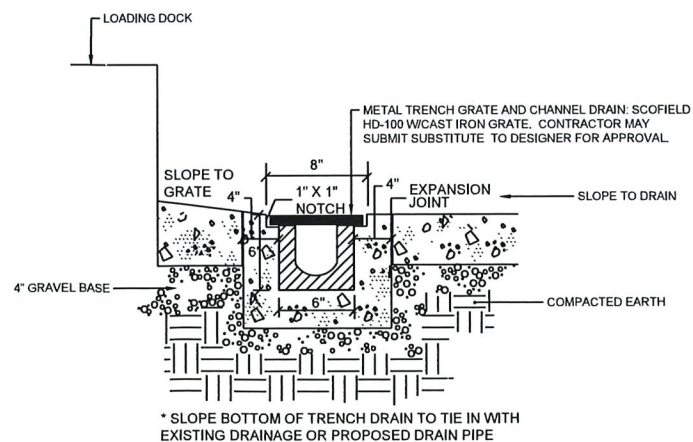 LOADING DOCK
METAL TRENCH GRATE AND CHANNEL DRAIN: SCOFIELD
HD-100 W/CAST IRON GRATE. CONTRACTOR MAY
SUBMIT SUBSTITUTE TO DESIGNER FOR APPROVAL.
8"
SLOPE TO
GRATE
4"
1" X 1"
NOTCH
4"
EXPANSION
JOINT
SLOPE TO DRAIN
6"
4" GRAVEL BASE
6"
COMPACTED EARTH
* SLOPE BOTTOM OF TRENCH DRAIN TO TIE IN WITH
EXISTING DRAINAGE OR PROPOSED DRAIN PIPE